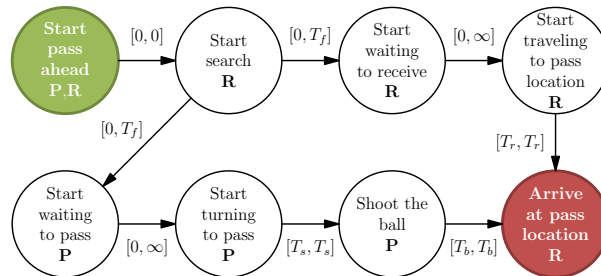 Start
pass
ahead
P,R
[0, 0]
Start
search
R
[0, T_f]
Start
waiting
to receive
R
[0, ∞]
Start
traveling
to pass
location
R
[0, T_f]
[T_r, T_r]
Start
waiting
to pass
P
[0, ∞]
Start
turning
to pass
P
[T_s, T_s]
Shoot the
ball
P
[T_b, T_b]
Arrive
at pass
location
R